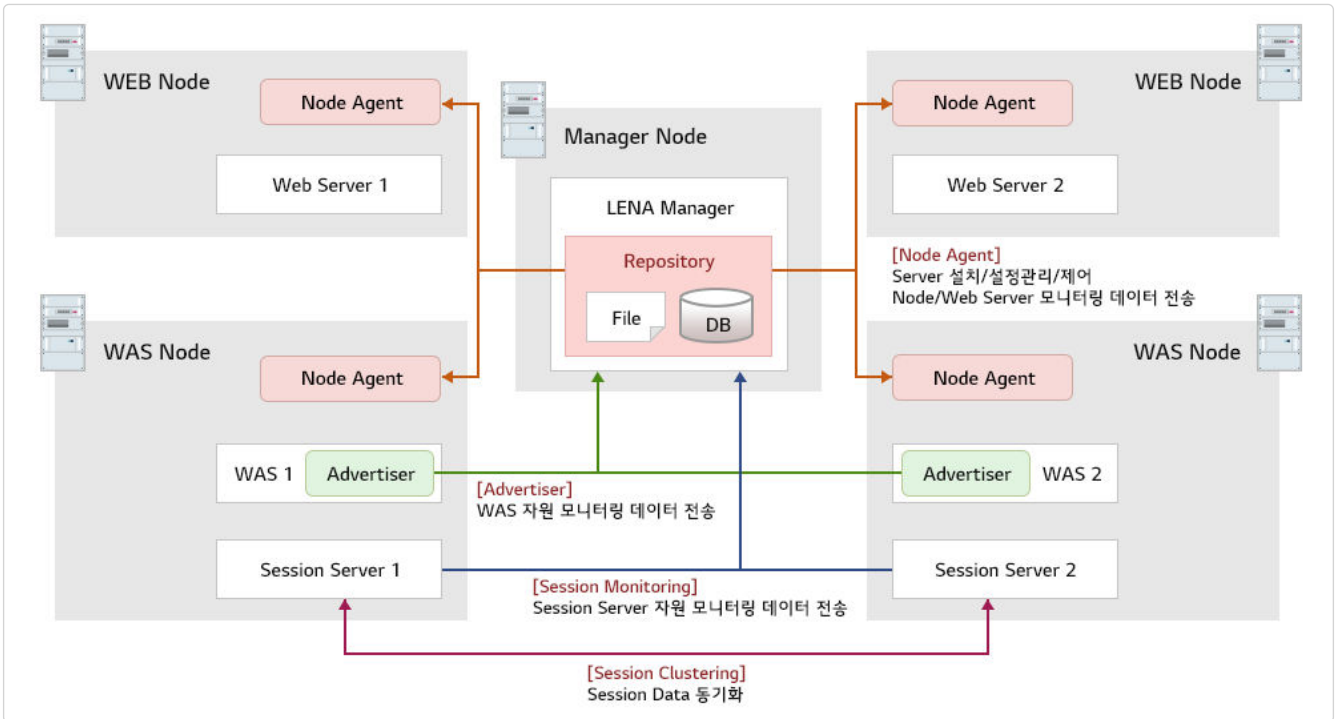 WEB Node
Node Agent
Web Server 1
Manager Node
LENA Manager
Repository
File
DB
WEB Node
Node Agent
Web Server 2
[Node Agent]
Server 설치/설정관리/제어
Node/Web Server 모니터링 데이터 전송
WAS Node
Node Agent
WAS 1
Advertiser
Session Server 1
WAS Node
Node Agent
Advertiser
WAS 2
Session Server 2
[Advertiser]
WAS 자원 모니터링 데이터 전송
[Session Monitoring]
Session Server 자원 모니터링 데이터 전송
[Session Clustering]
Session Data 동기화